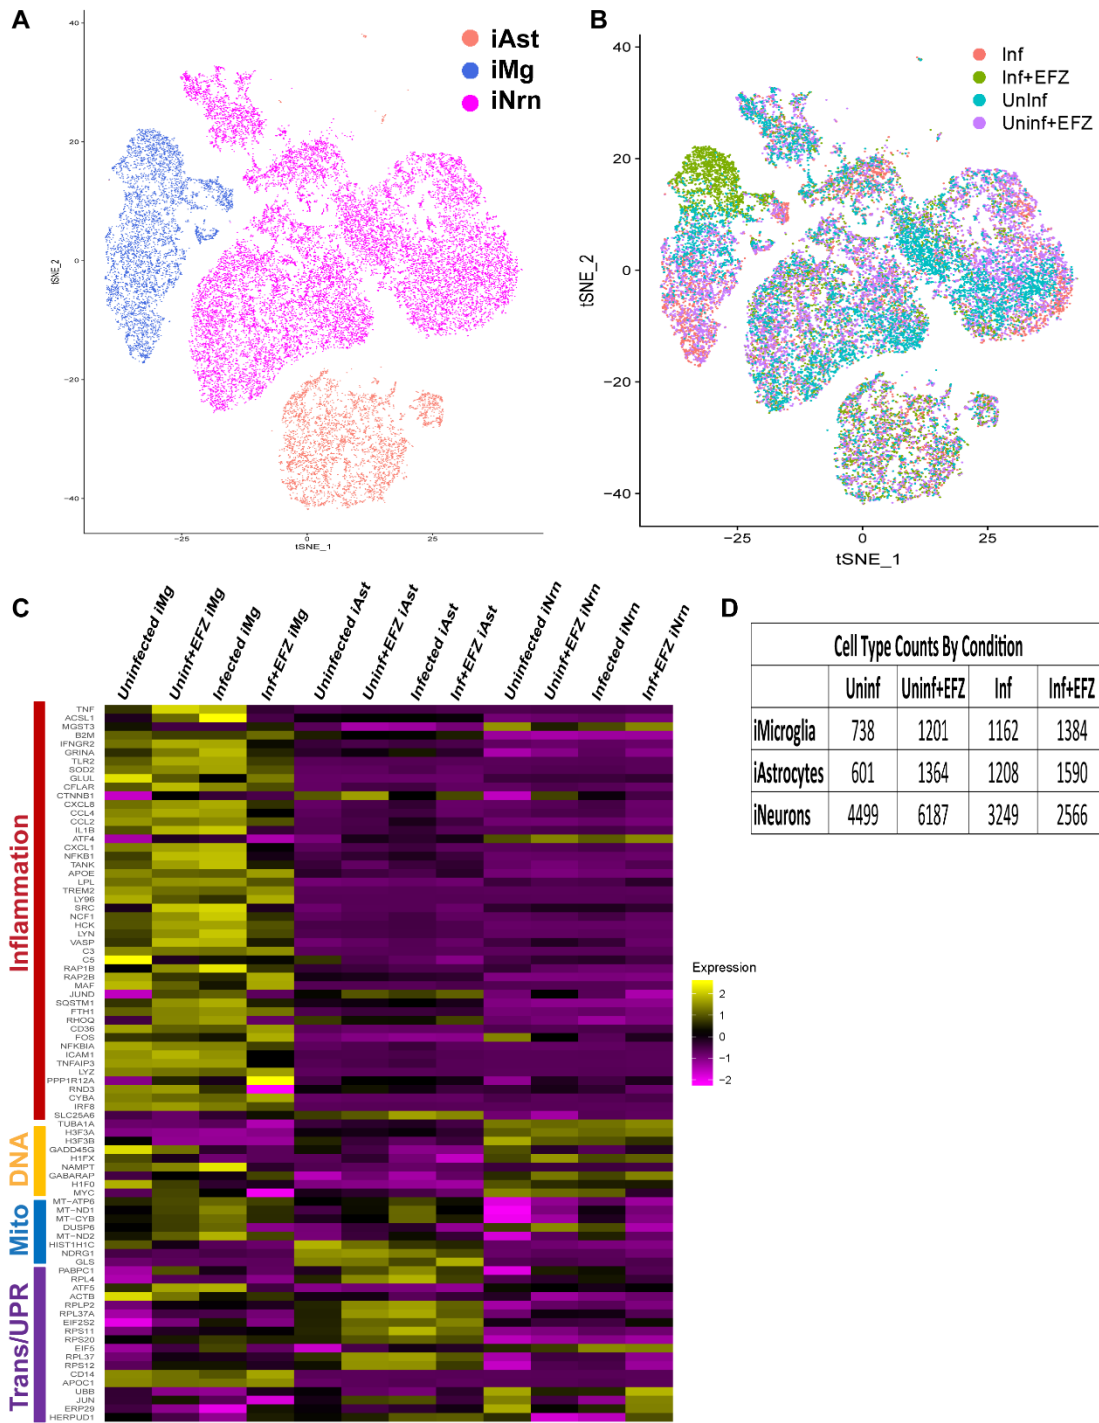 A
iAst
iMg
iNrn
40
20
0
−20
−40
−25
0
25
tSNE_1
tSNE_2
B
Inf
Inf+EFZ
UnInf
Uninf+EFZ
40
20
0
−20
−40
−25
0
25
tSNE_1
tSNE_2
C
Uninfected iMg
Uninf+EFZ iMg
Infected iMg
Inf+EFZ iMg
Uninfected iAst
Uninf+EFZ iAst
Infected iAst
Inf+EFZ iAst
Uninfected iNrn
Uninf+EFZ iNrn
Infected iNrn
Inf+EFZ iNrn
Inflammation
TNF
ACSL1
MGST3
B2M
IFNGR2
GRINA
TLR2
SOD2
GLUL
CFLAR
CTNNB1
CXCL8
CCL4
CCL2
IL1B
ATF4
CXCL1
NFKB1
TANK
APOE
LPL
TREM2
LY96
SRC
NCF1
HCK
LYN
VASP
C3
C5
RAP1B
RAP2B
MAF
JUND
SQSTM1
FTH1
RHOQ
CD36
FOS
NFKBIA
ICAM1
TNFAIP3
LYZ
PPP1R12A
RND3
CYBA
IRF8
SLC25A6
DNA
TUBA1A
H3F3A
H3F3B
GADD45G
H1FX
NAMPT
GABARAP
H1F0
MYC
Mito
MT−ATP6
MT−ND1
MT−CYB
DUSP6
MT−ND2
HIST1H1C
NDRG1
GLS
Trans/UPR
PABPC1
RPL4
ATF5
ACTB
RPLP2
RPL37A
EIF2S2
RPS11
RPS20
EIF5
RPL37
RPS12
CD14
APOC1
UBB
JUN
ERP29
HERPUD1
Expression
2
1
0
−1
−2
D
Cell Type Counts By Condition
Uninf Uninf+EFZ Inf Inf+EFZ
iMicroglia 738 1201 1162 1384
iAstrocytes 601 1364 1208 1590
iNeurons 4499 6187 3249 2566